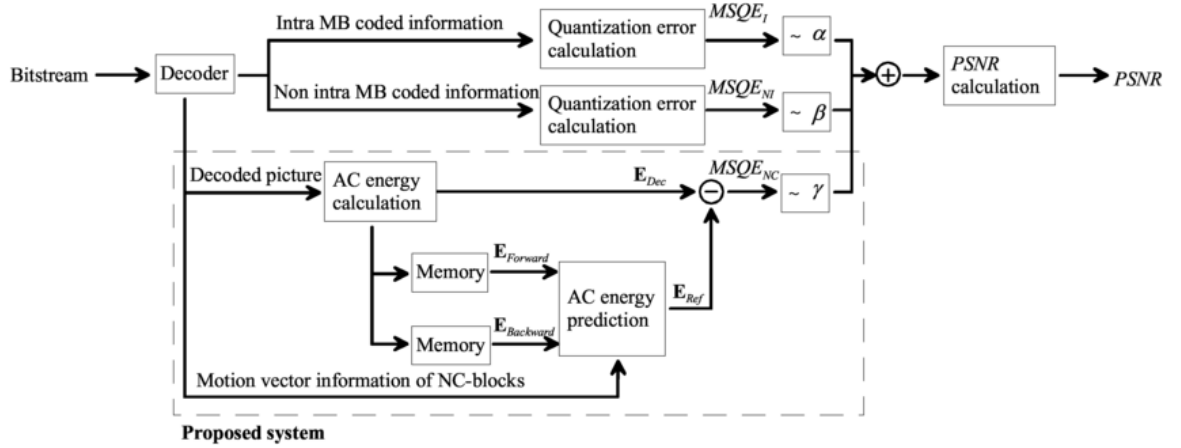 Intra MB coded information
Quantization error
calculation
MSQE_I
~ α
Bitstream
Decoder
+
PSNR
calculation
PSNR
Non intra MB coded information
Quantization error
calculation
MSQE_NI
~ β
Decoded picture
AC energy
calculation
E_Dec
−
MSQE_NC
~ γ
Memory
E_Forward
AC energy
prediction
E_Ref
Memory
E_Backward
Motion vector information of NC-blocks
Proposed system